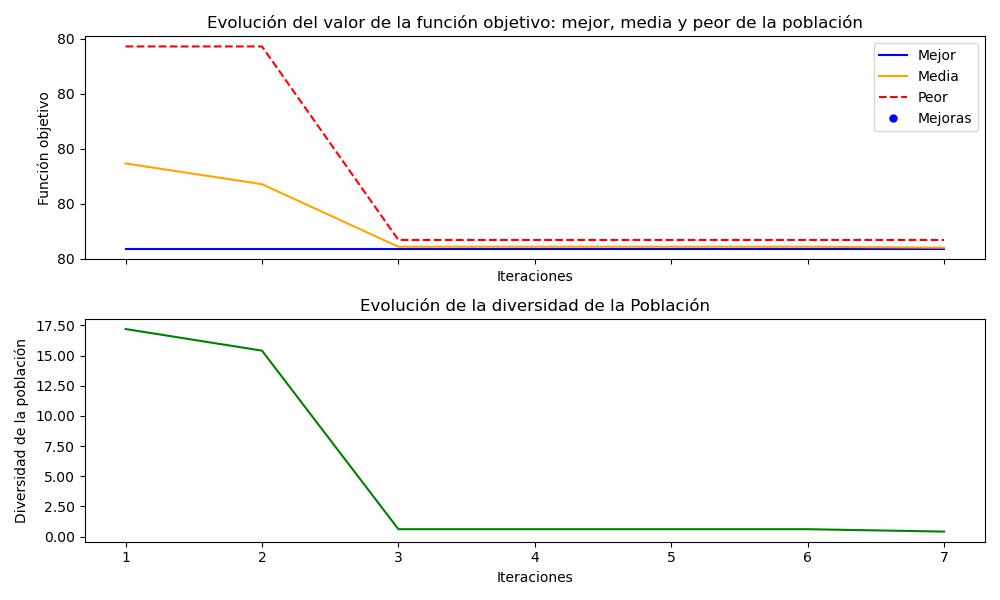 Evolución del valor de la función objetivo: mejor, media y peor de la población
80
80
80
80
80
Función objetivo
Mejor
Media
Peor
Mejoras
Iteraciones
Evolución de la diversidad de la Población
17.50
15.00
12.50
10.00
7.50
5.00
2.50
0.00
Diversidad de la población
1 2 3 4 5 6 7
Iteraciones